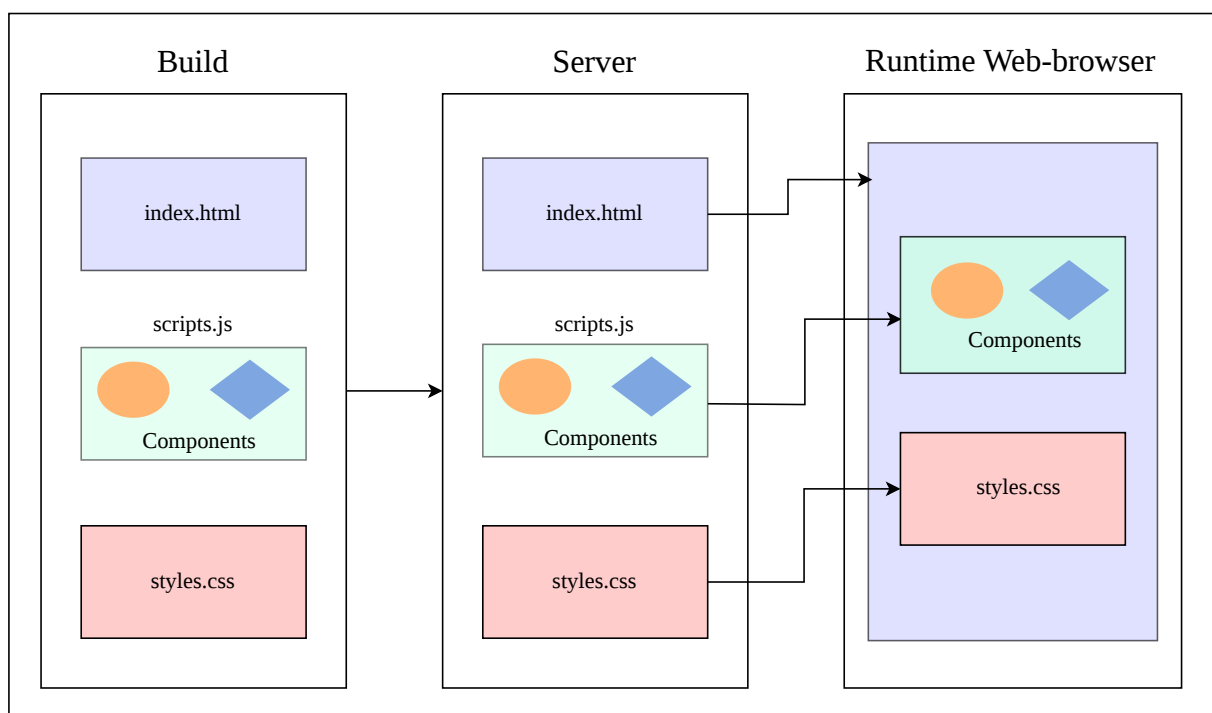 Build
index.html
scripts.js
Components
styles.css
Server
index.html
scripts.js
Components
styles.css
Runtime Web-browser
Components
styles.css